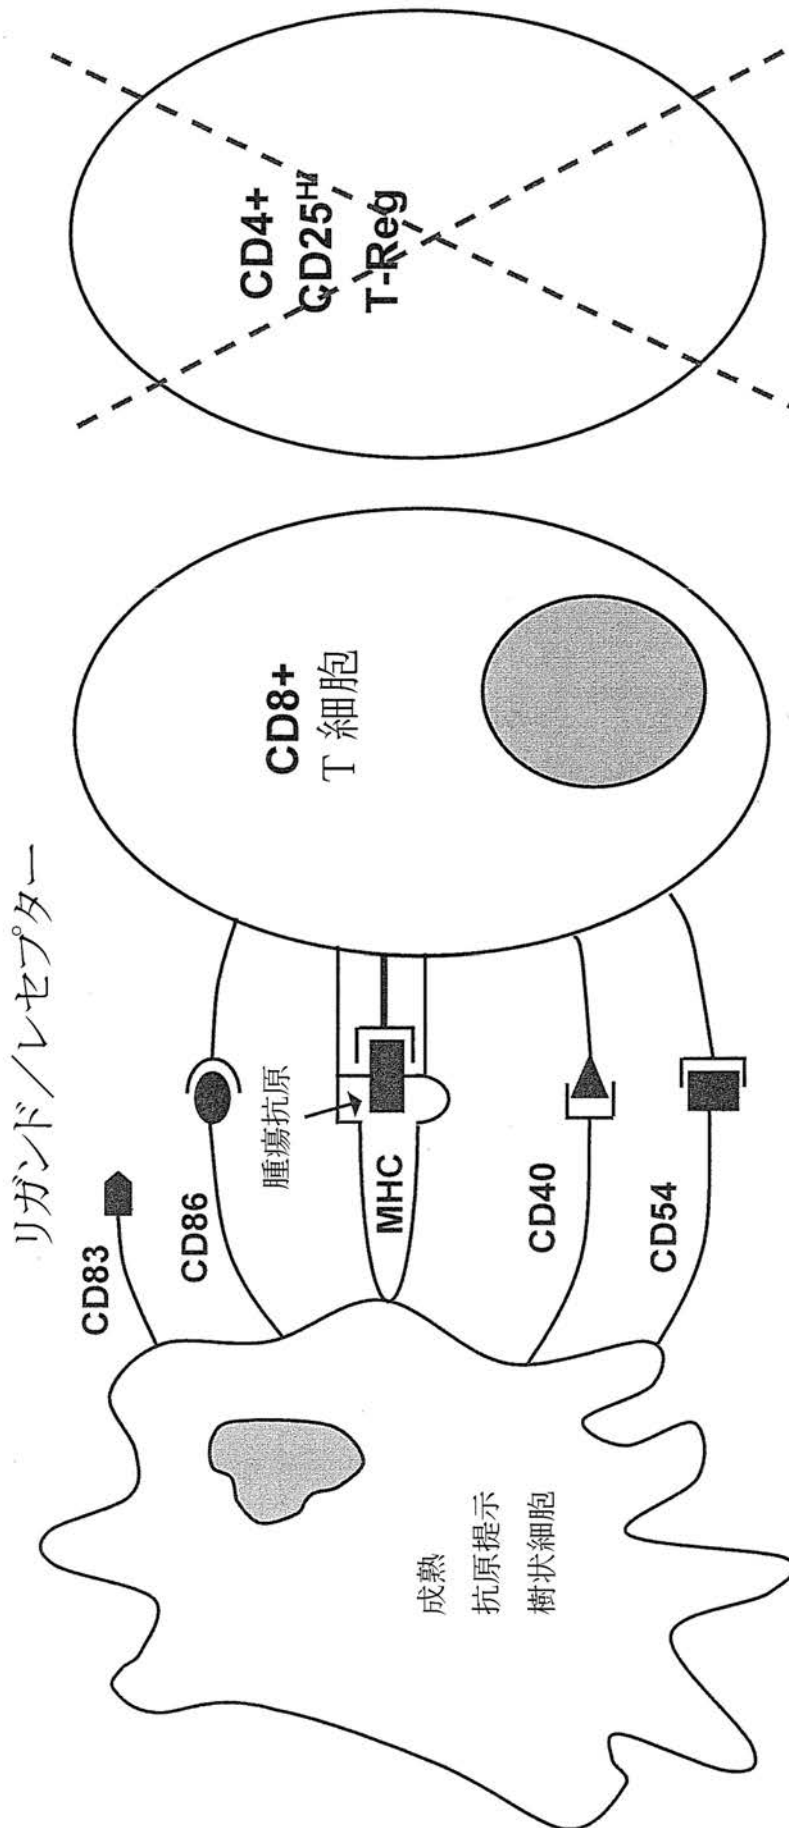 リガンド／レセプター
CD83
CD86
腫瘍抗原
MHC
CD40
CD54
成熟
抗原提示
樹状細胞
CD8+
T 細胞
CD4+
CD25HI
T-Reg